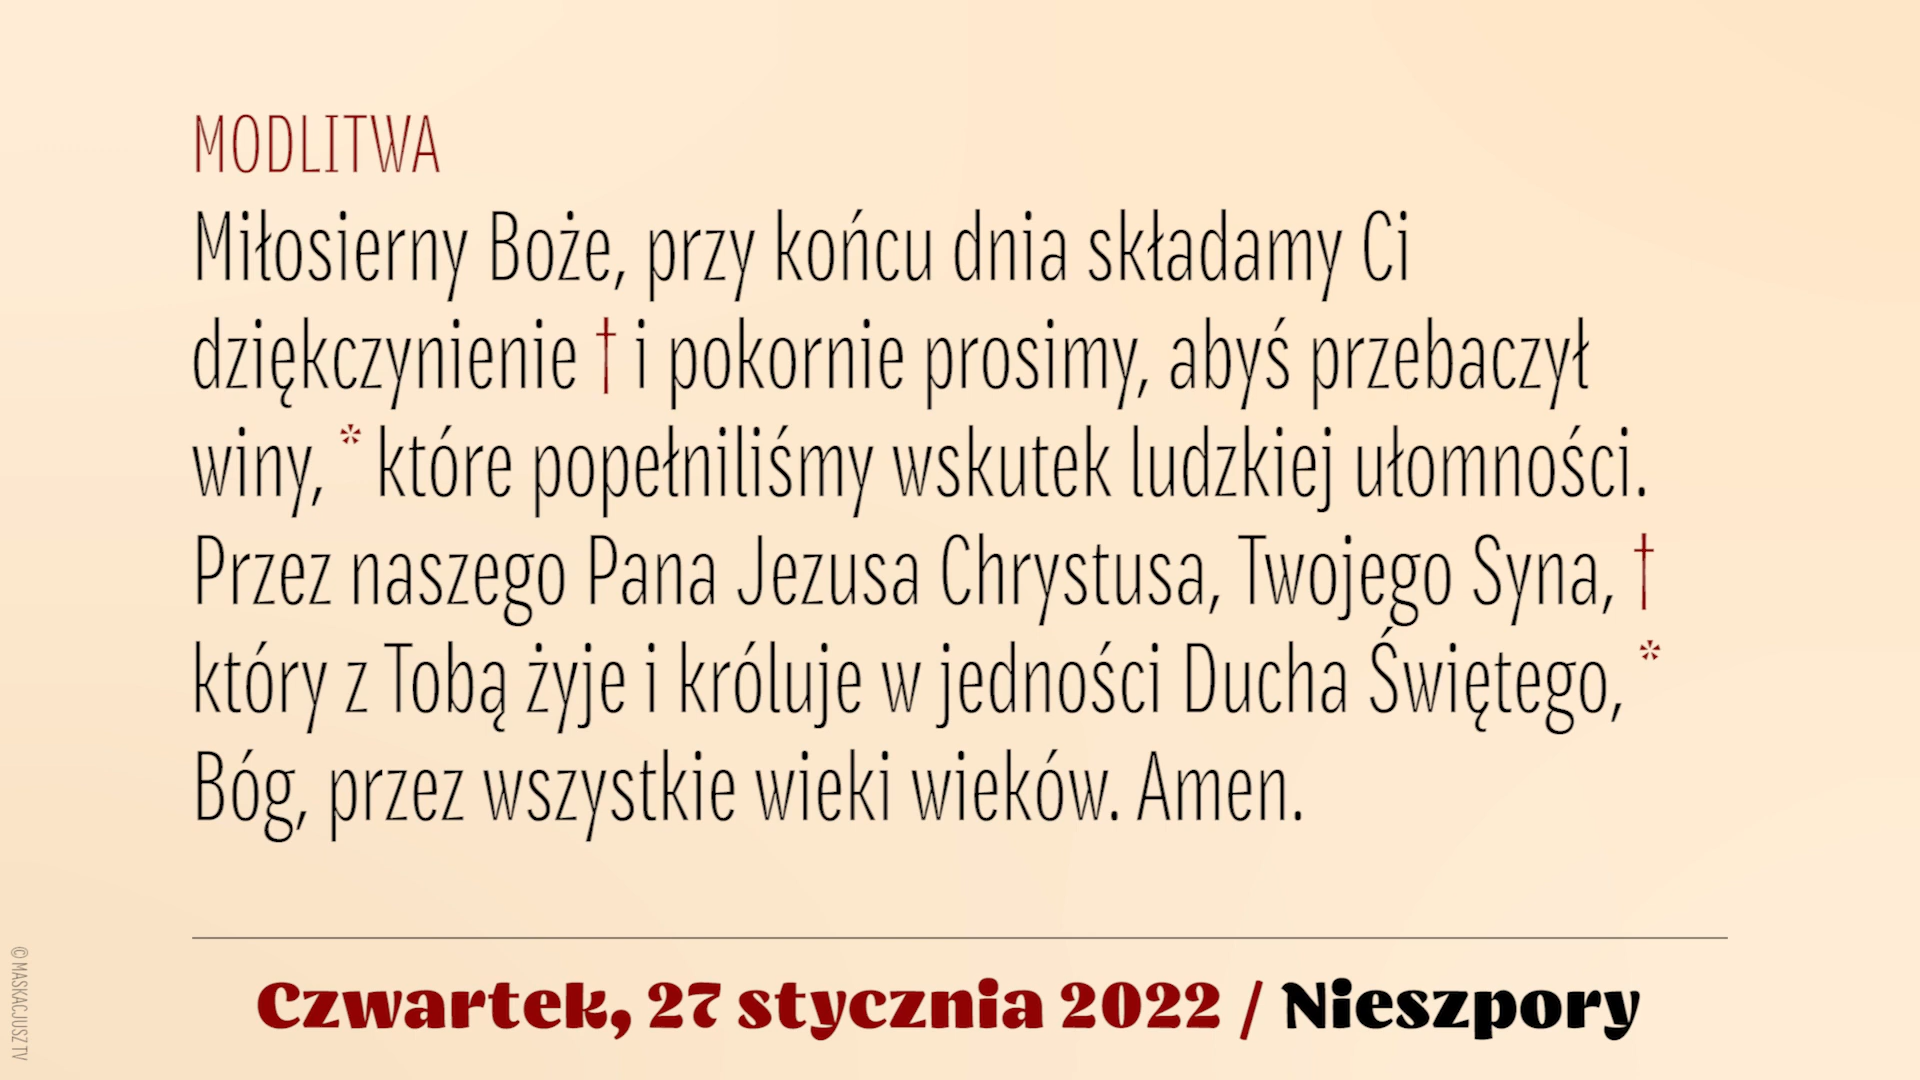 MODLITWA
Miłosierny Boże, przy końcu dnia składamy Ci
dziękczynienie † i pokornie prosimy, abyś przebaczył
winy, * które popełniliśmy wskutek ludzkiej ułomności.
Przez naszego Pana Jezusa Chrystusa, Twojego Syna, †
który z Tobą żyje i króluje w jedności Ducha Świętego, *
Bóg, przez wszystkie wieki wieków. Amen.
Czwartek, 27 stycznia 2022 / Nieszpory
© MASKACJUSZ TV